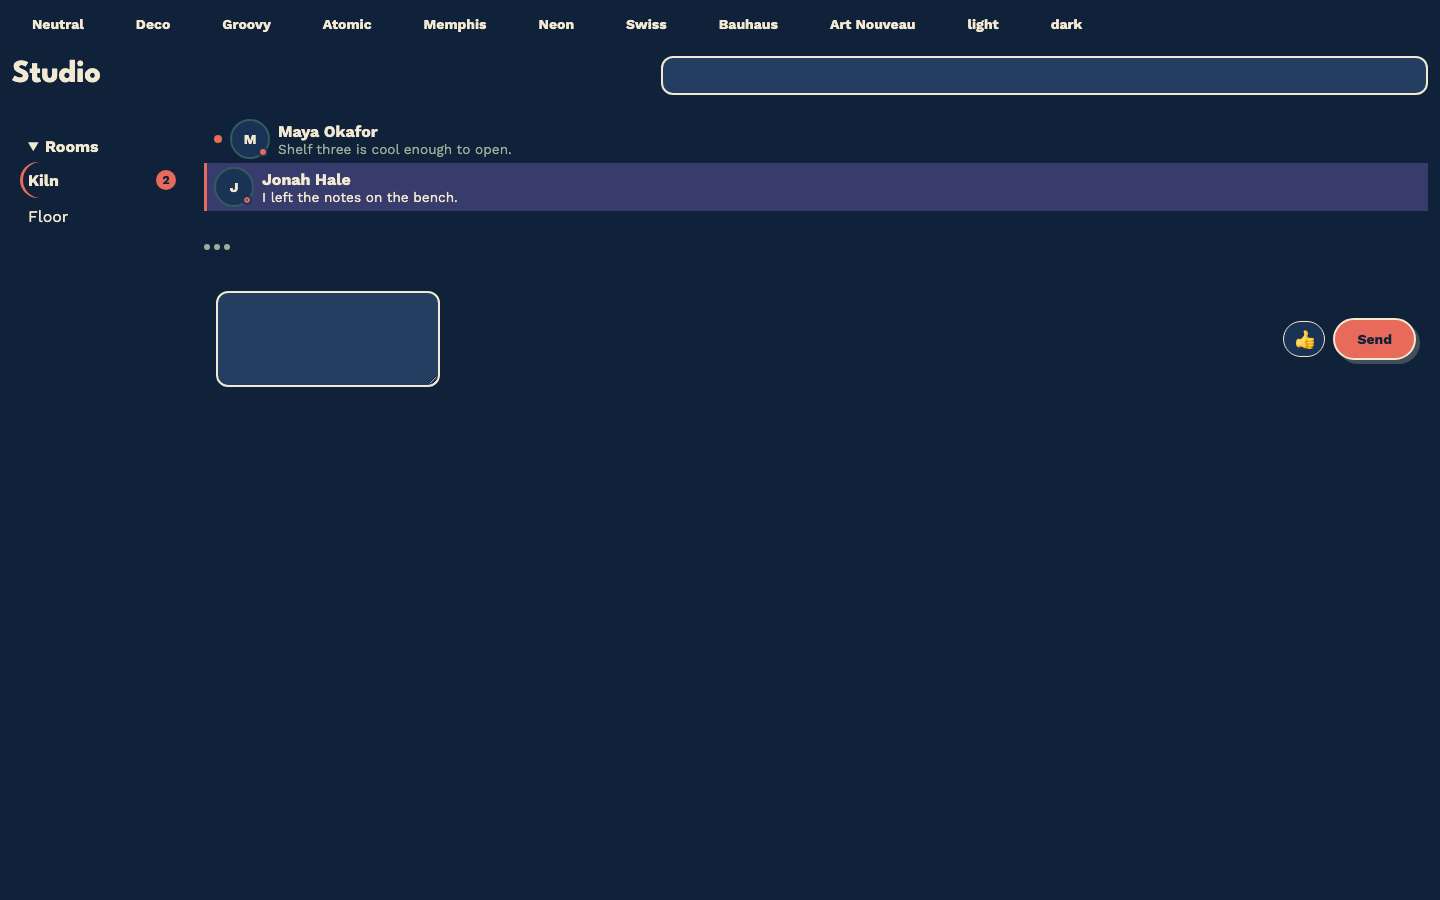 Neutral Deco Groovy Atomic Memphis Neon Swiss Bauhaus Art Nouveau light dark
Studio
Rooms
Kiln 2
Floor
M Maya Okafor
Shelf three is cool enough to open.
J Jonah Hale
I left the notes on the bench.
Send